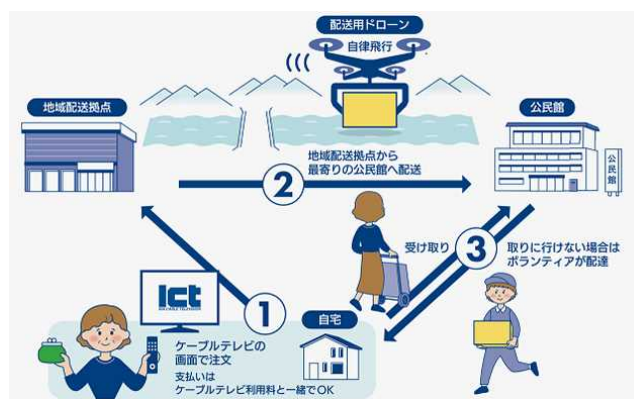 配送用ドローン
自律飛行
地域配送拠点
公民館
公民館
地域配送拠点から
最寄りの公民館へ配送
2
受け取り
3
取りに行けない場合は
ボランティアが配達
1
ict
自宅
ケーブルテレビの
画面で注文
支払いは
ケーブルテレビ利用料と一緒でOK